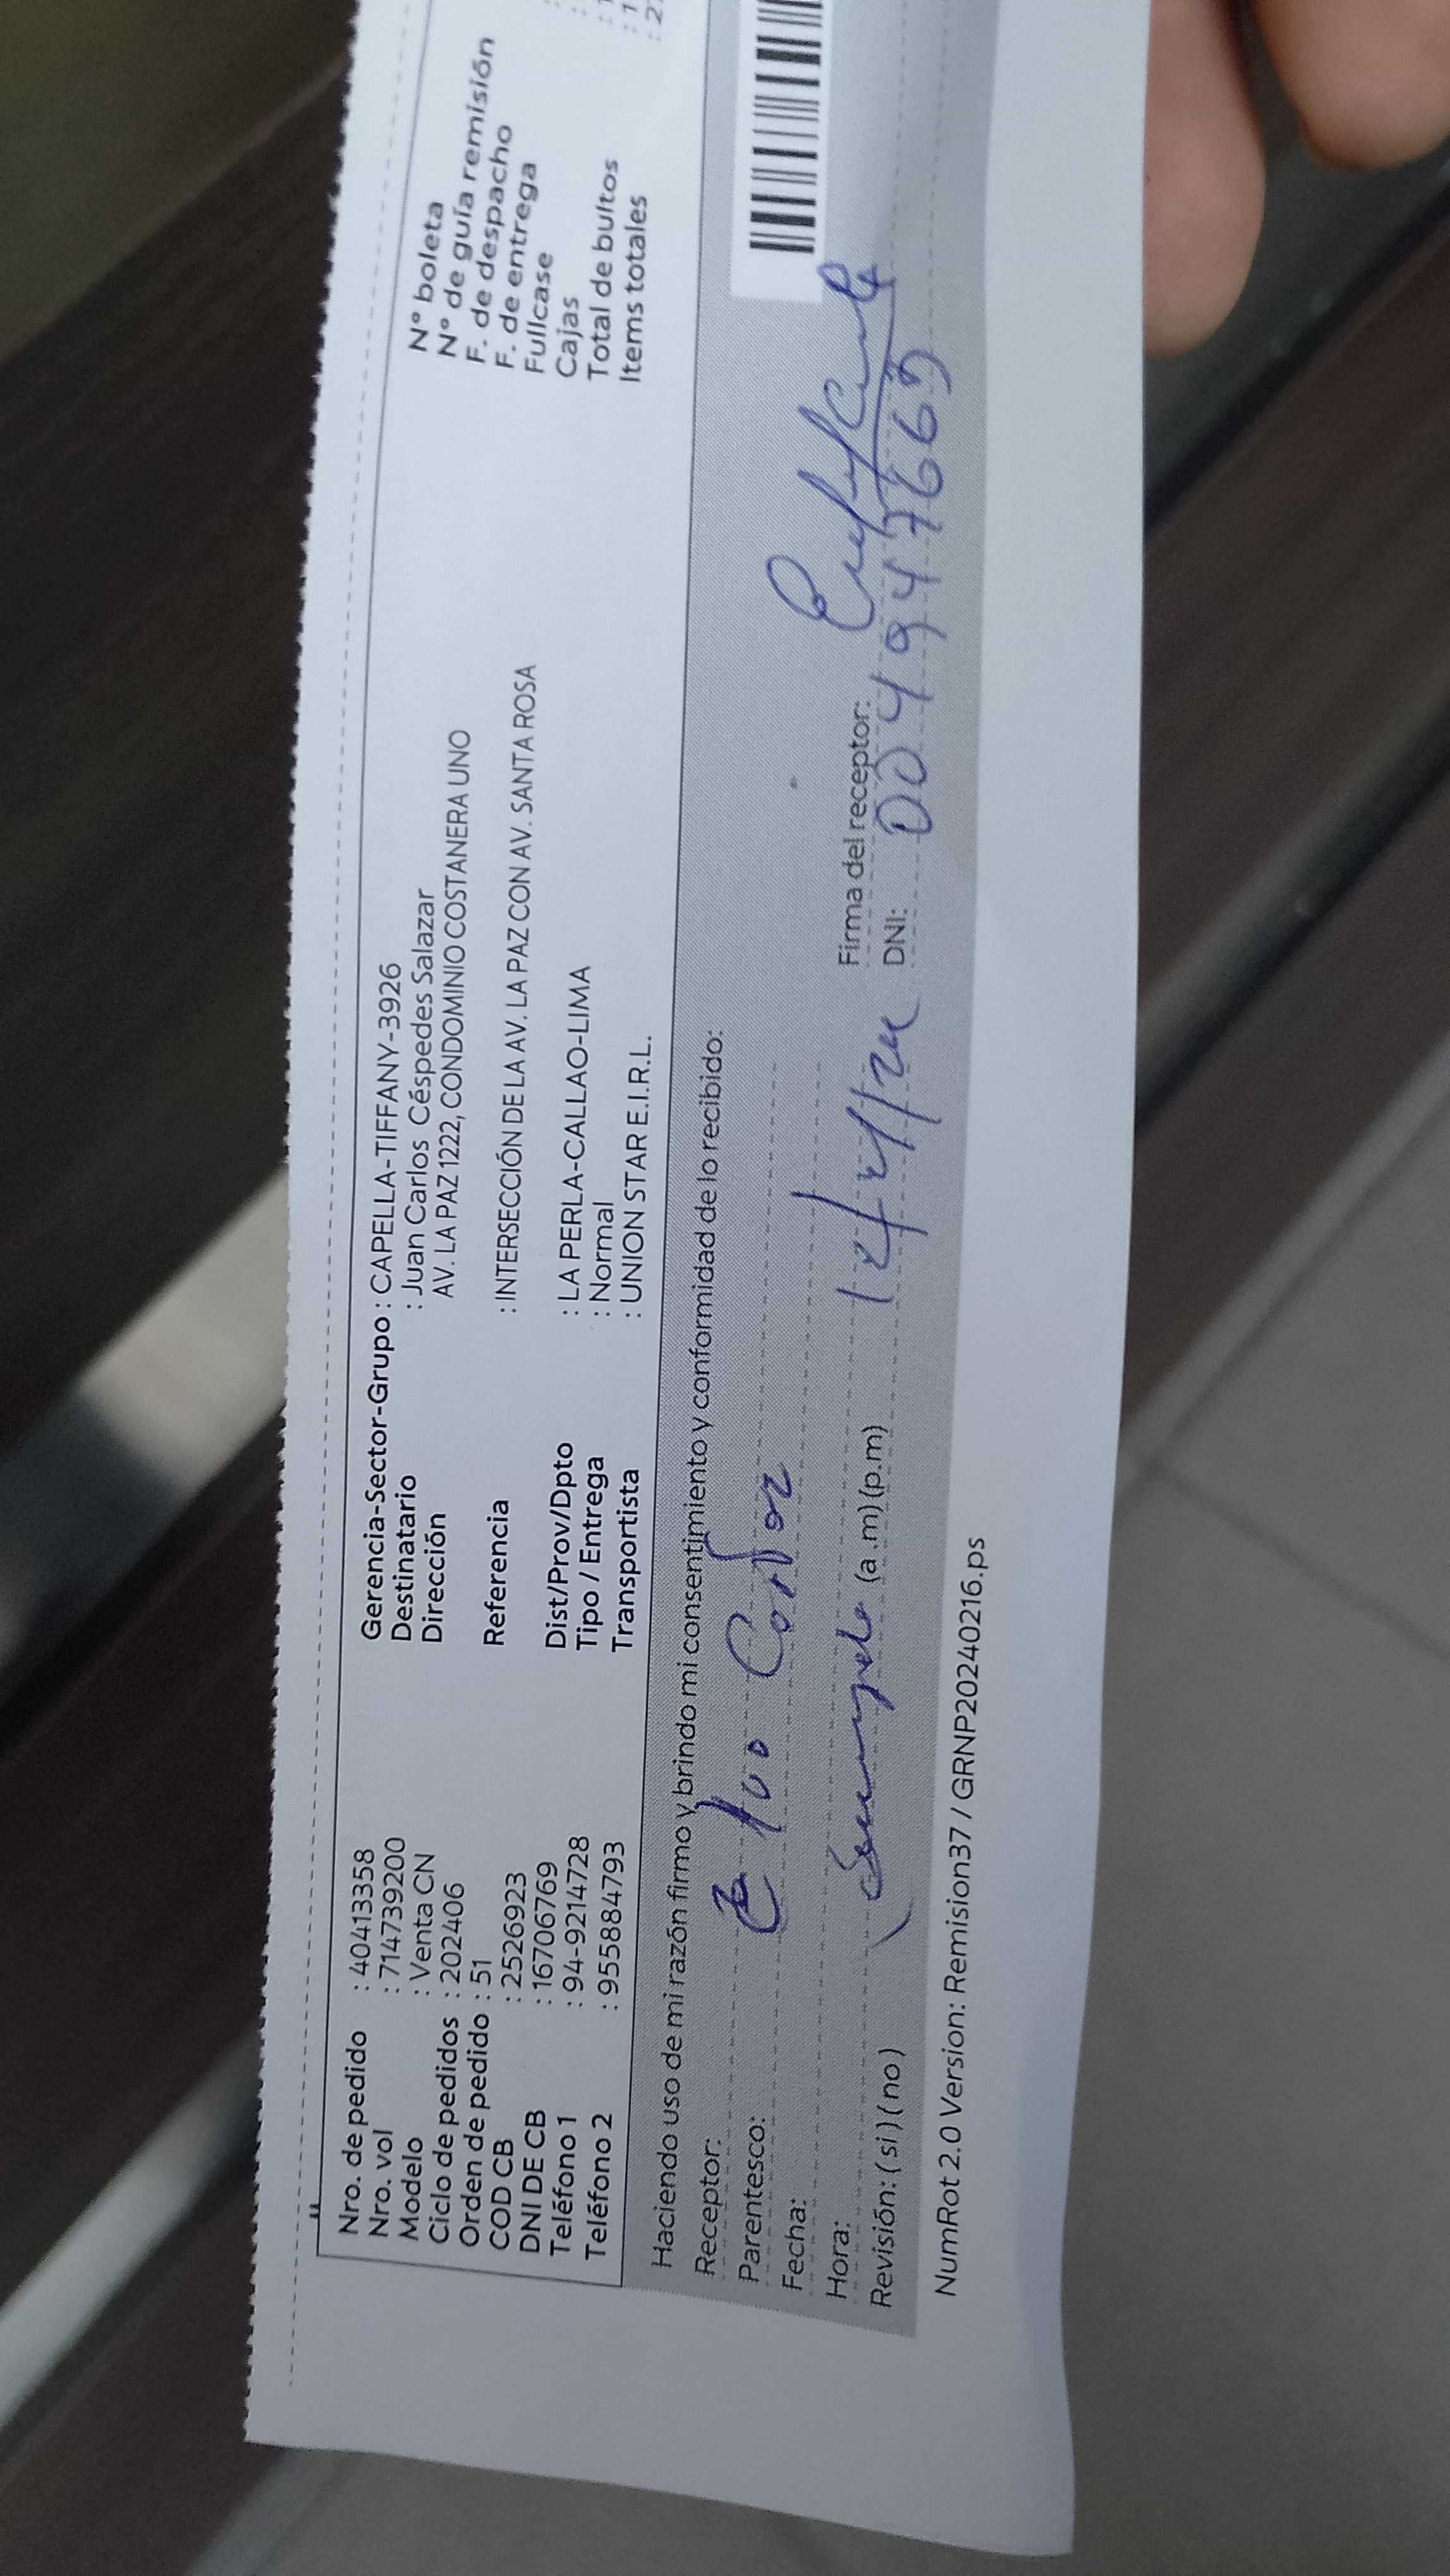 Nro. de pedido : 40413358
Nro. vol : 714739200
Modelo : Venta CN
Ciclo de pedidos : 202406
Orden de pedido : 51
COD CB : 2526923
DNI DE CB : 16706769
Teléfono 1 : 94-9214728
Teléfono 2 : 955884793
Gerencia-Sector-Grupo : CAPELLA-TIFFANY-3926
Destinatario : Juan Carlos Céspedes Salazar
Dirección AV. LA PAZ 1222, CONDOMINIO COSTANERA UNO
Referencia : INTERSECCIÓN DE LA AV. LA PAZ CON AV. SANTA ROSA
Dist/Prov/Dpto : LA PERLA-CALLAO-LIMA
Tipo / Entrega : Normal
Transportista : UNION STAR E.I.R.L.
N° boleta
N° de guía remisión
F. de despacho
F. de entrega
Fullcase
Cajas
Total de bultos
Items totales
Haciendo uso de mi razón firmo y brindo mi consentimiento y conformidad de lo recibido:
Receptor:
Parentesco:
Fecha:
Hora: (a .m) (p.m)
Revisión: ( si ) ( no )
Firma del receptor:
DNI: 004947669
NumRot 2.0 Version: Remision37 / GRNP20240216.ps